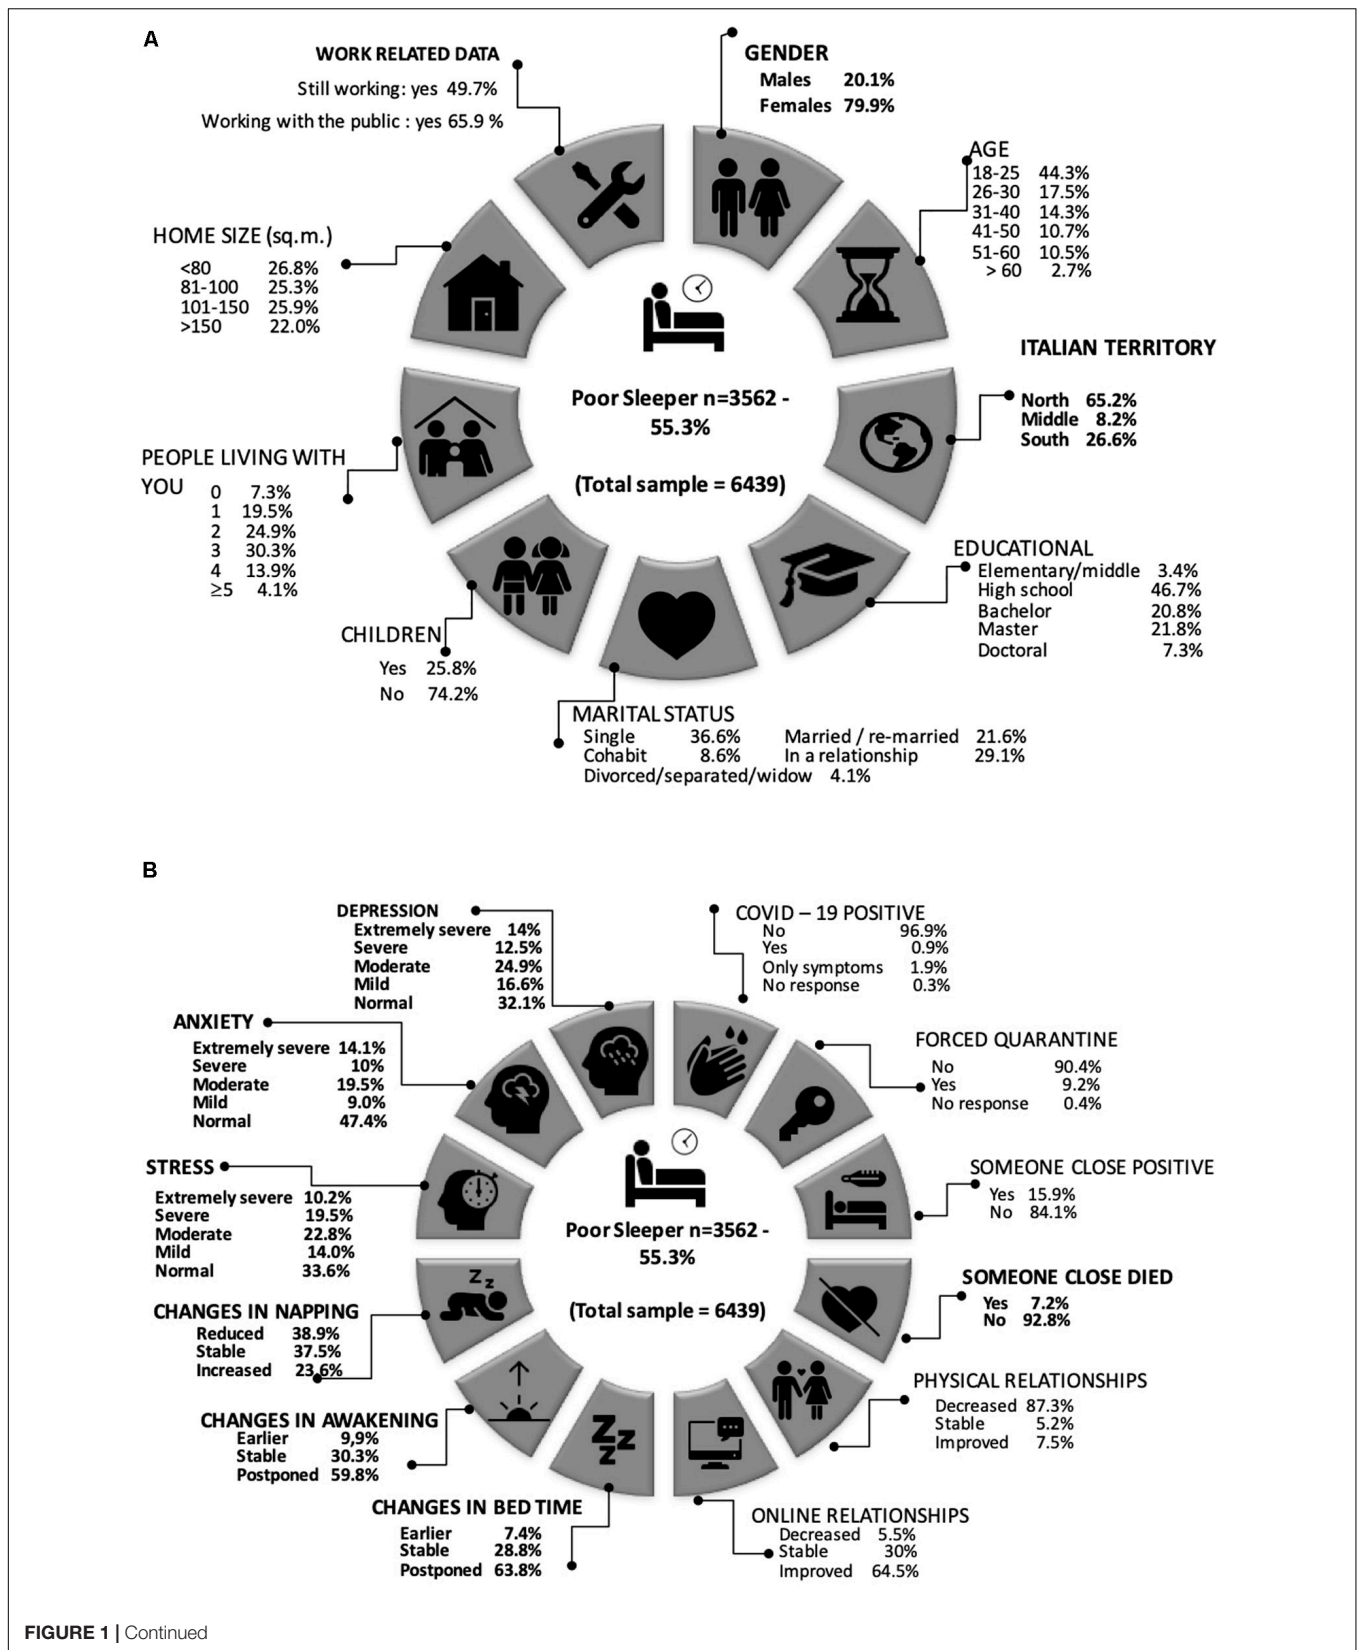 A
WORK RELATED DATA
Still working: yes 49.7%
Working with the public : yes 65.9 %
GENDER
Males 20.1%
Females 79.9%
AGE
18-25 44.3%
26-30 17.5%
31-40 14.3%
41-50 10.7%
51-60 10.5%
> 60 2.7%
HOME SIZE (sq.m.)
<80 26.8%
81-100 25.3%
101-150 25.9%
>150 22.0%
ITALIAN TERRITORY
North 65.2%
Middle 8.2%
South 26.6%
Poor Sleeper n=3562 -
55.3%
(Total sample = 6439)
PEOPLE LIVING WITH
YOU
0 7.3%
1 19.5%
2 24.9%
3 30.3%
4 13.9%
≥5 4.1%
EDUCATIONAL
Elementary/middle 3.4%
High school 46.7%
Bachelor 20.8%
Master 21.8%
Doctoral 7.3%
CHILDREN
Yes 25.8%
No 74.2%
MARITAL STATUS
Single 36.6% Married / re-married 21.6%
Cohabit 8.6% In a relationship 29.1%
Divorced/separated/widow 4.1%
B
DEPRESSION
Extremely severe 14%
Severe 12.5%
Moderate 24.9%
Mild 16.6%
Normal 32.1%
COVID – 19 POSITIVE
No 96.9%
Yes 0.9%
Only symptoms 1.9%
No response 0.3%
ANXIETY
Extremely severe 14.1%
Severe 10%
Moderate 19.5%
Mild 9.0%
Normal 47.4%
FORCED QUARANTINE
No 90.4%
Yes 9.2%
No response 0.4%
STRESS
Extremely severe 10.2%
Severe 19.5%
Moderate 22.8%
Mild 14.0%
Normal 33.6%
SOMEONE CLOSE POSITIVE
Yes 15.9%
No 84.1%
Poor Sleeper n=3562 -
55.3%
(Total sample = 6439)
SOMEONE CLOSE DIED
Yes 7.2%
No 92.8%
CHANGES IN NAPPING
Reduced 38.9%
Stable 37.5%
Increased 23.6%
Z
Z
z
PHYSICAL RELATIONSHIPS
Decreased 87.3%
Stable 5.2%
Improved 7.5%
CHANGES IN AWAKENING
Earlier 9,9%
Stable 30.3%
Postponed 59.8%
Z
Z
Z
CHANGES IN BED TIME
Earlier 7.4%
Stable 28.8%
Postponed 63.8%
ONLINE RELATIONSHIPS
Decreased 5.5%
Stable 30%
Improved 64.5%
FIGURE 1 | Continued